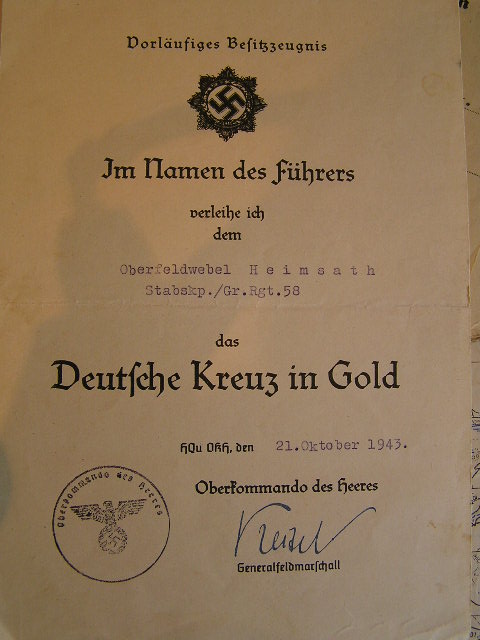 Vorläufiges Besitzzeugnis
Im Namen des Führers
verleihe ich
dem
Oberfeldwebel Heimsath
Stabskp./Gr.Rgt.58
das
Deutsche Kreuz in Gold
HQu OKH, den 21.Oktober 1943.
Oberkommando des Heeres
Oberkommando des Heeres
Keitel
Generalfeldmarschall